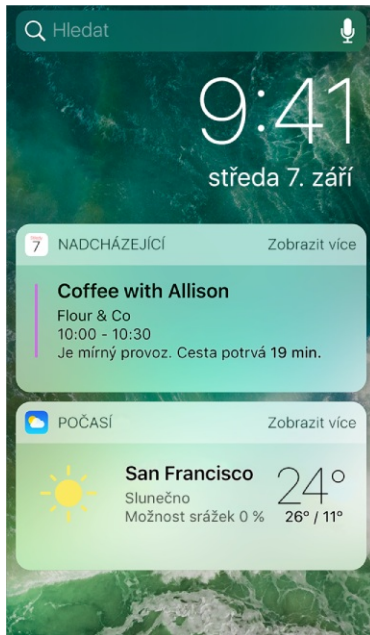 Hledat
9:41
středa 7. září
7
NADCHÁZEJÍCÍ Zobrazit více
Coffee with Allison
Flour & Co
10:00 - 10:30
Je mírný provoz. Cesta potrvá 19 min.
POČASÍ Zobrazit více
San Francisco 24°
Slunečno
Možnost srážek 0 % 26° / 11°